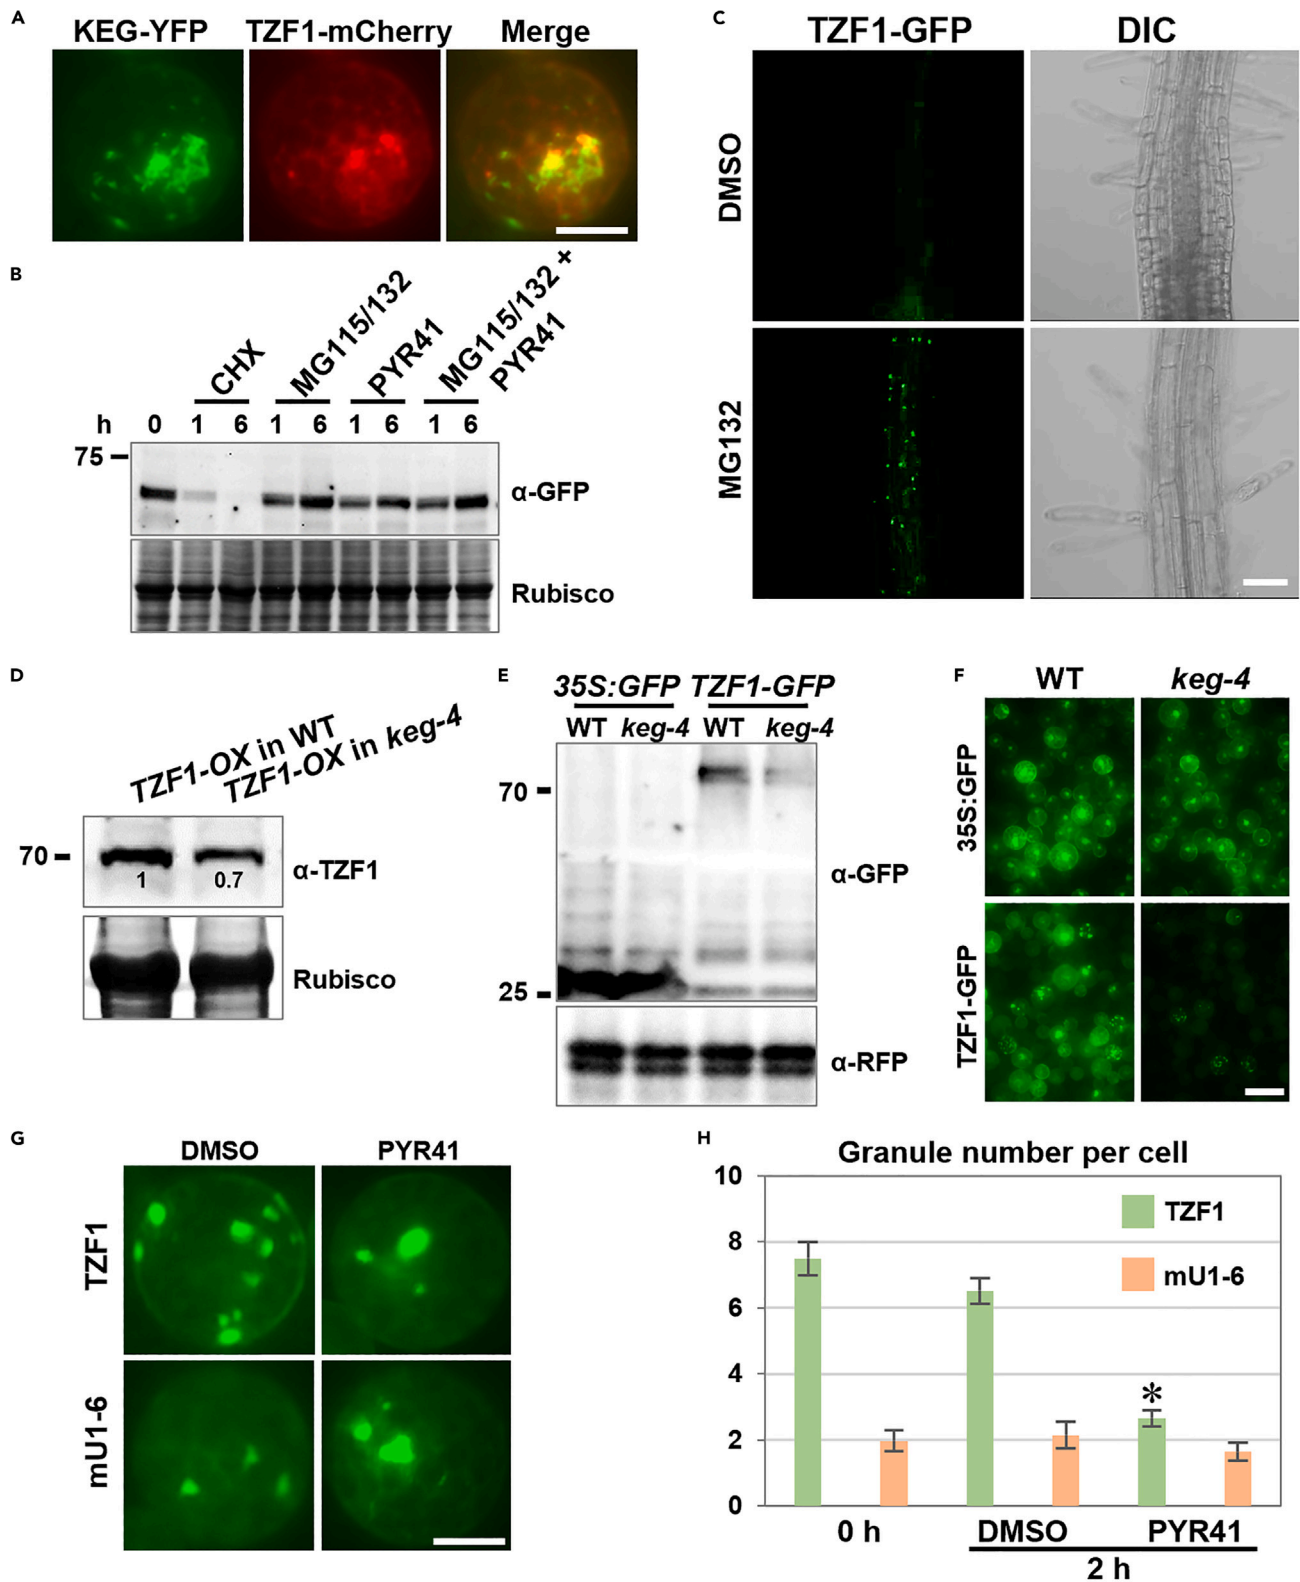 A
KEG-YFP
TZF1-mCherry
Merge
B
CHX
MG115/132
PYR41
MG115/132 +
PYR41
h 0 1 6 1 6 1 6 1 6
75
α-GFP
Rubisco
C
TZF1-GFP
DIC
DMSO
MG132
D
TZF1-OX in WT
TZF1-OX in keg-4
70
1
0.7
α-TZF1
Rubisco
E
35S:GFP TZF1-GFP
WT keg-4 WT keg-4
70
α-GFP
25
α-RFP
F
WT
keg-4
35S:GFP
TZF1-GFP
G
DMSO
PYR41
TZF1
mU1-6
H
Granule number per cell
10
8
6
4
2
0
TZF1
mU1-6
*
0 h
DMSO
PYR41
2 h